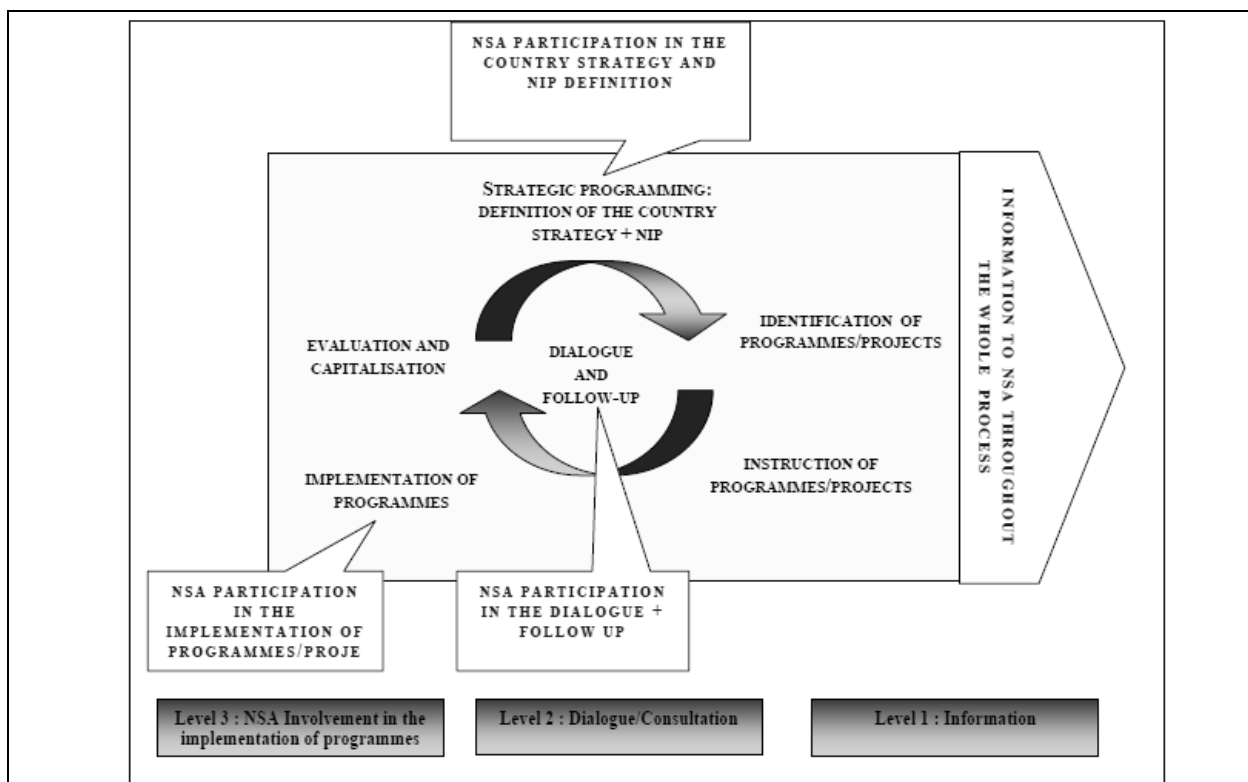 NSA PARTICIPATION IN THE
COUNTRY STRATEGY AND
NIP DEFINITION
STRATEGIC PROGRAMMING:
DEFINITION OF THE COUNTRY
STRATEGY + NIP
IDENTIFICATION OF
PROGRAMMES/PROJECTS
EVALUATION AND
CAPITALISATION
DIALOGUE
AND
FOLLOW-UP
INSTRUCTION OF
PROGRAMMES/PROJECTS
IMPLEMENTATION OF
PROGRAMMES
INFORMATION TO NSA THROUGHOUT
THE WHOLE PROCESS
NSA PARTICIPATION
IN THE
IMPLEMENTATION OF
PROGRAMMES/PROJE
NSA PARTICIPATION
IN THE DIALOGUE +
FOLLOW UP
Level 3 : NSA Involvement in the
implementation of programmes
Level 2 : Dialogue/Consultation
Level 1 : Information